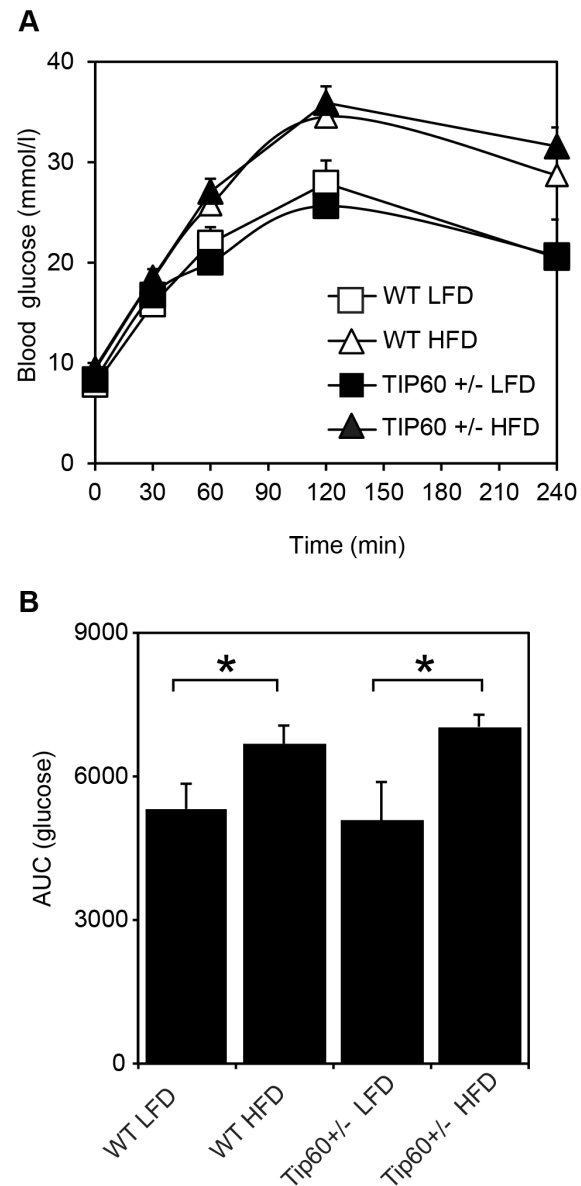 A
40
30
20
10
0
Blood glucose (mmol/l)
WT LFD
WT HFD
TIP60 +/- LFD
TIP60 +/- HFD
0 30 60 90 120 150 180 210 240
Time (min)
B
9000
6000
3000
0
AUC (glucose)
* *
WT LFD
WT HFD
Tip60+/- LFD
Tip60+/- HFD